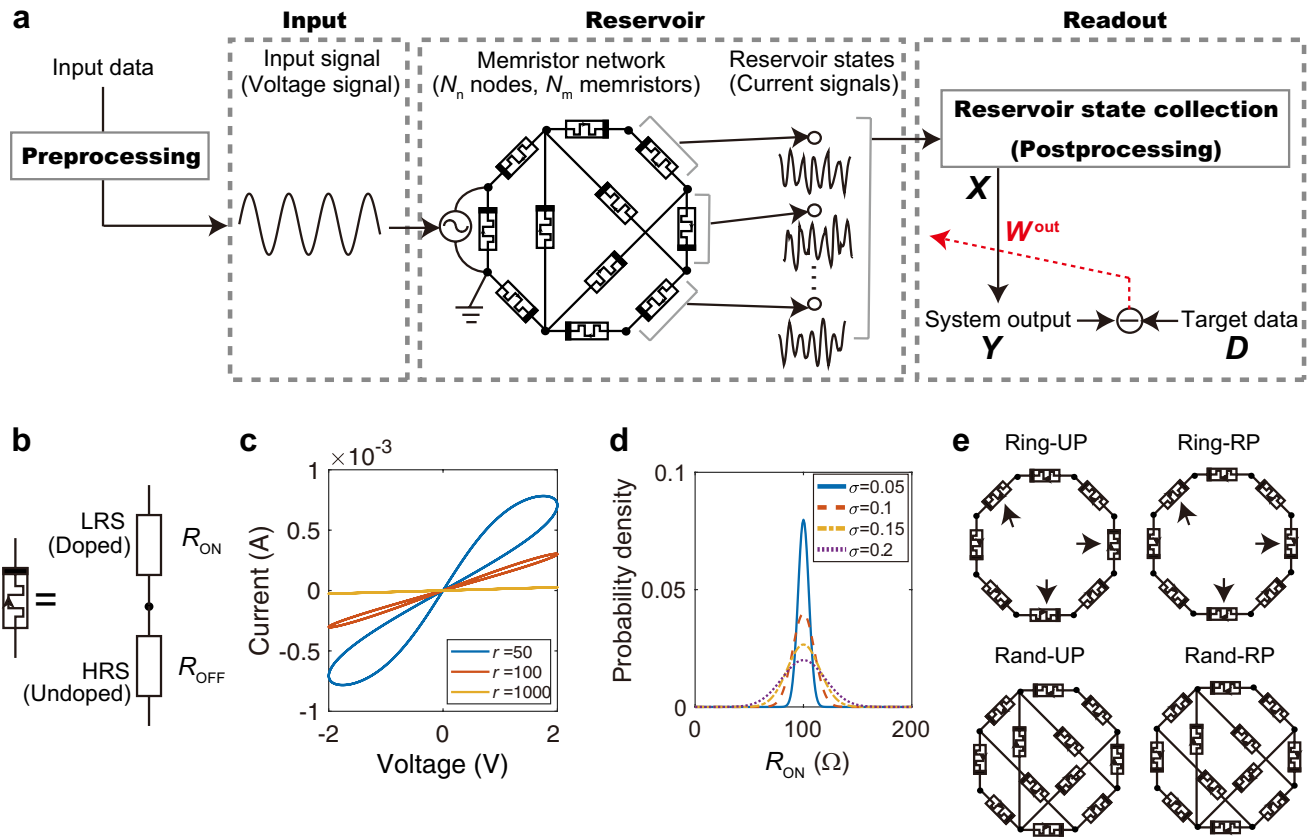 a
Input
Reservoir
Readout
Input data
Preprocessing
Input signal
(Voltage signal)
Memristor network
(Nn nodes, Nm memristors)
Reservoir states
(Current signals)
Reservoir state collection
(Postprocessing)
X
Wout
System output
Y
Target data
D
b
LRS
(Doped)
RON
=
HRS
(Undoped)
ROFF
c
×10-3
1
0.5
0
-0.5
-1
Current (A)
-2
0
2
Voltage (V)
r=50
r=100
r=1000
d
0.1
0.05
0
Probability density
0
100
200
RON (Ω)
σ=0.05
σ=0.1
σ=0.15
σ=0.2
e
Ring-UP
Ring-RP
Rand-UP
Rand-RP